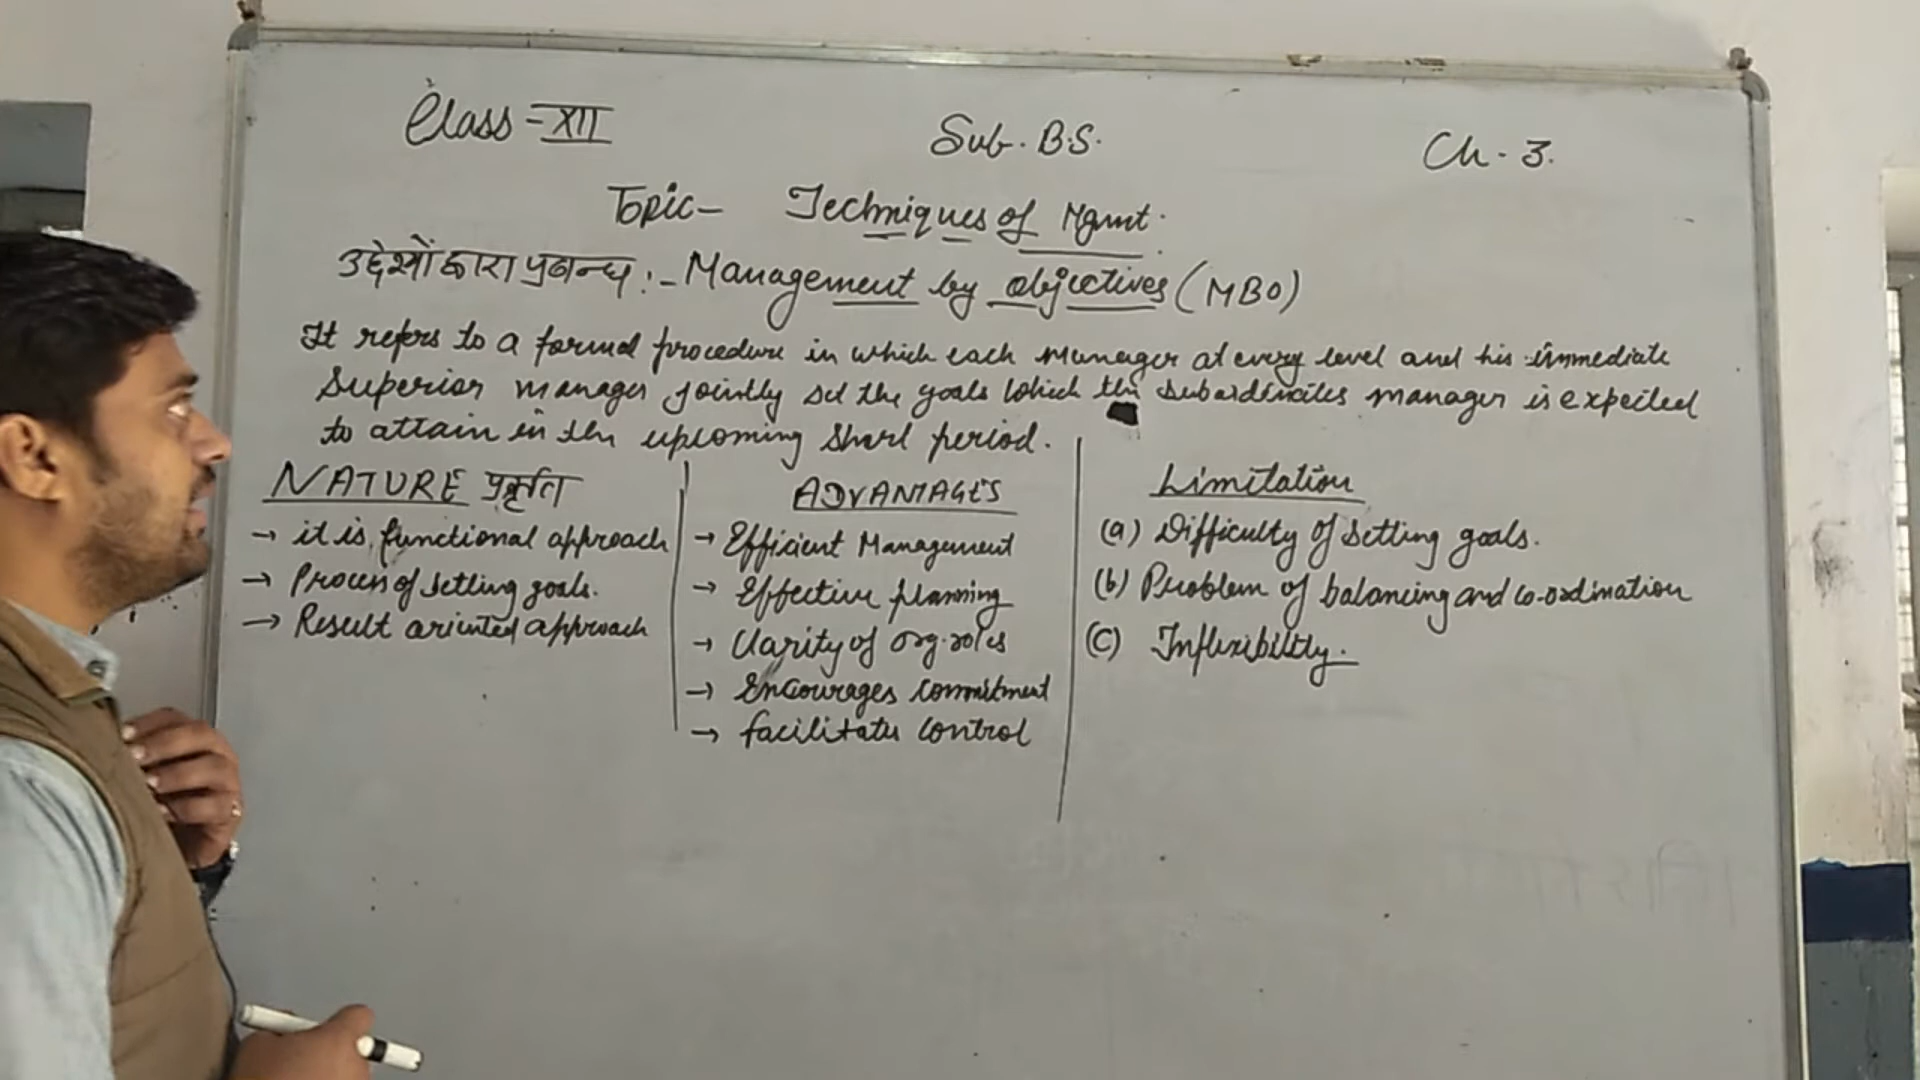 Class - XII Sub. B.S. Ch. 3.
Topic - Techniques of Mgmt.
उद्देश्यों द्वारा प्रबन्ध :- Management by objectives (MBO)
It refers to a formal procedure in which each manager at every level and his immediate
Superior manager jointly set the goals which the subordinates manager is expected
to attain in the upcoming short period.
NATURE प्रकृति
→ it is functional approach
→ Process of setting goals.
→ Result oriented approach
ADVANTAGES
→ Efficient Management
→ Effective planning
→ Clarity of org. roles
→ Encourages commitment
→ facilitates control
Limitation
(a) Difficulty of setting goals.
(b) Problem of balancing and co-ordination
(C) Inflexibility.